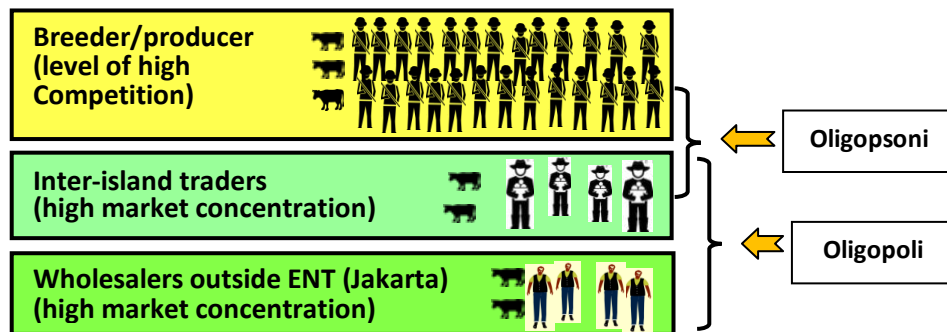 Breeder/producer
(level of high
Competition)
Oligopsoni
Inter-island traders
(high market concentration)
Oligopoli
Wholesalers outside ENT (Jakarta)
(high market concentration)